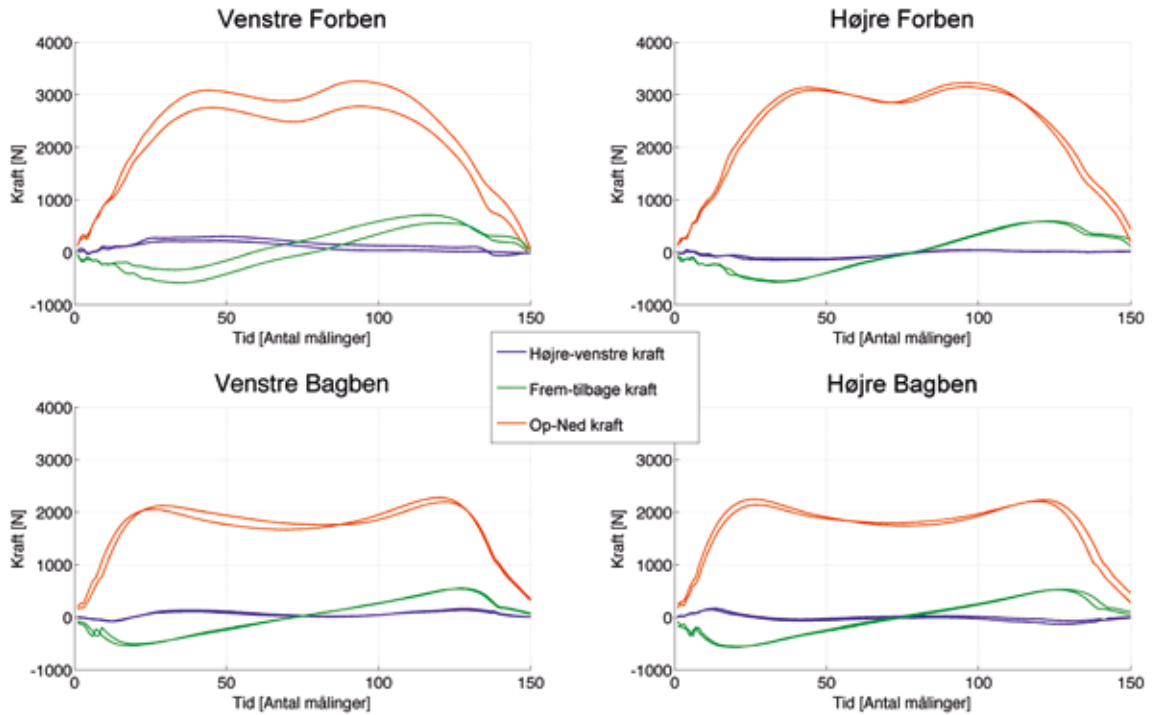 Venstre Forben
4000
3000
2000
1000
0
-1000
Kraft [N]
0
50
100
150
Tid [Antal målinger]
Højre Forben
4000
3000
2000
1000
0
-1000
Kraft [N]
0
50
100
150
Tid [Antal målinger]
Højre-venstre kraft
Frem-tilbage kraft
Op-Ned kraft
Venstre Bagben
4000
3000
2000
1000
0
-1000
Kraft [N]
0
50
100
150
Tid [Antal målinger]
Højre Bagben
3000
2000
1000
0
-1000
Kraft [N]
0
50
100
150
Tid [Antal målinger]